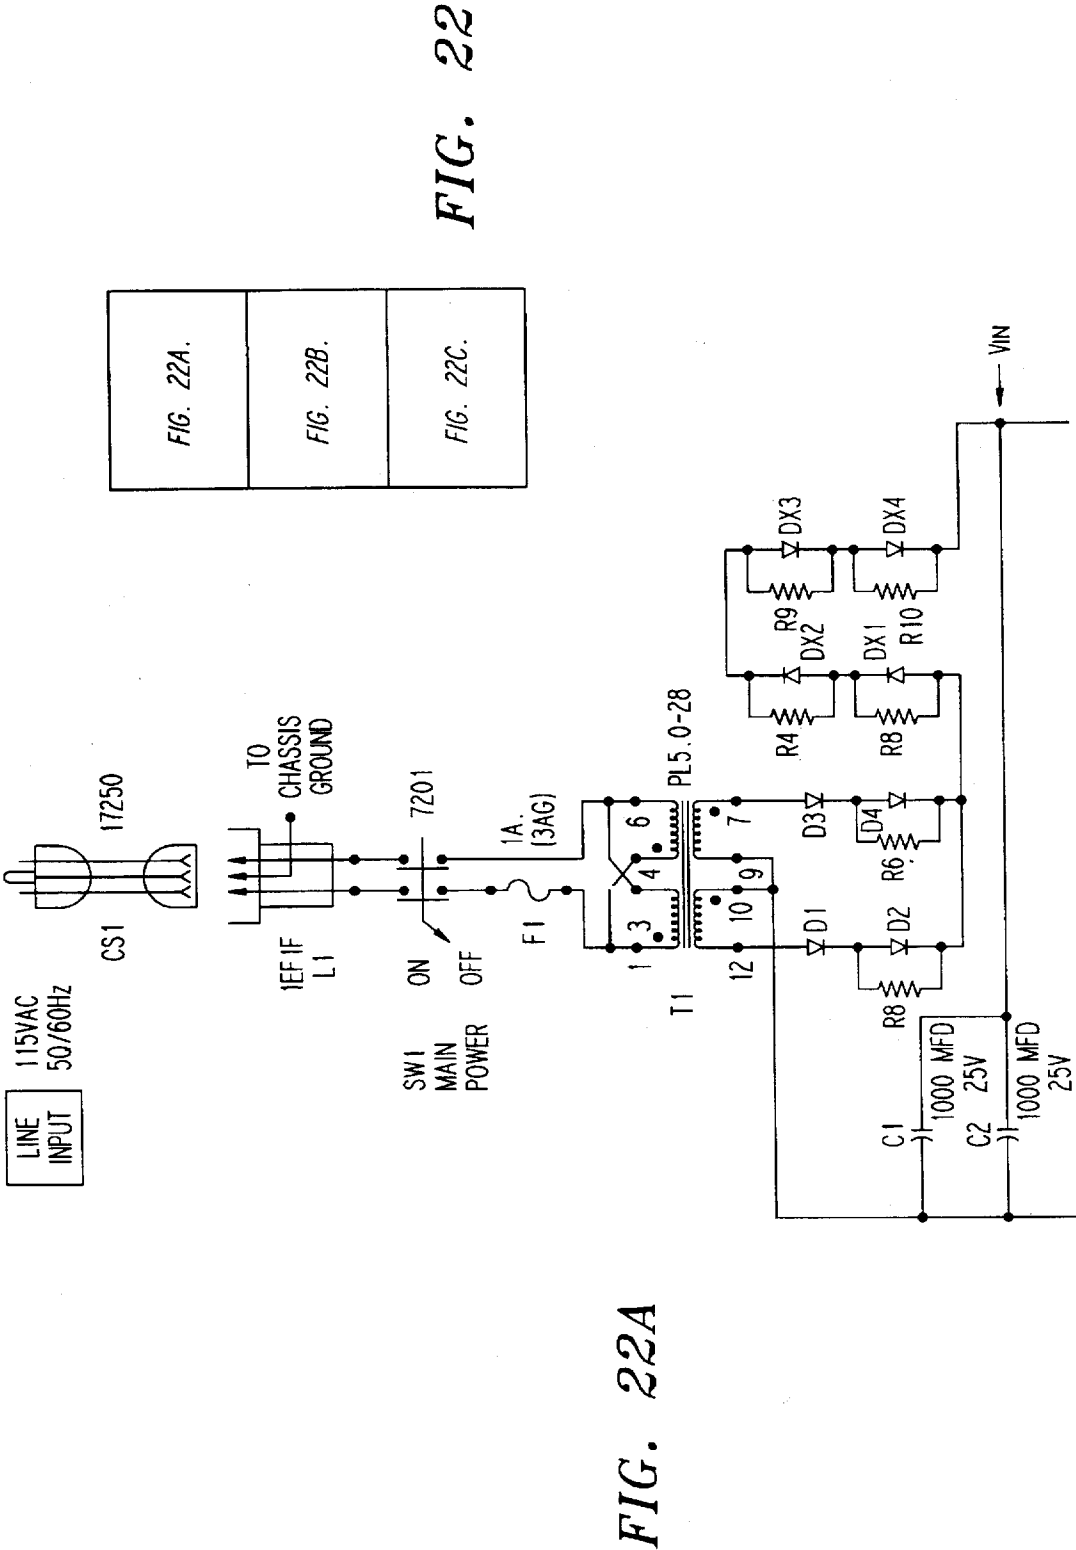 FIG. 22
FIG. 22A.
FIG. 22B.
FIG. 22C.
LINE
INPUT
115VAC
50/60Hz
CS1
17250
1EF1F
L1
TO
CHASSIS
GROUND
SW1
MAIN
POWER
ON
OFF
7201
F1
1A.
(3AG)
1
3
4
6
T1
PL5.0-28
12
10
9
7
D1
D3
R8
D2
R6
D4
R4
DX2
R9
DX3
R8
DX1
R10
DX4
C1
1000 MFD
25V
C2
1000 MFD
25V
VIN
FIG. 22A